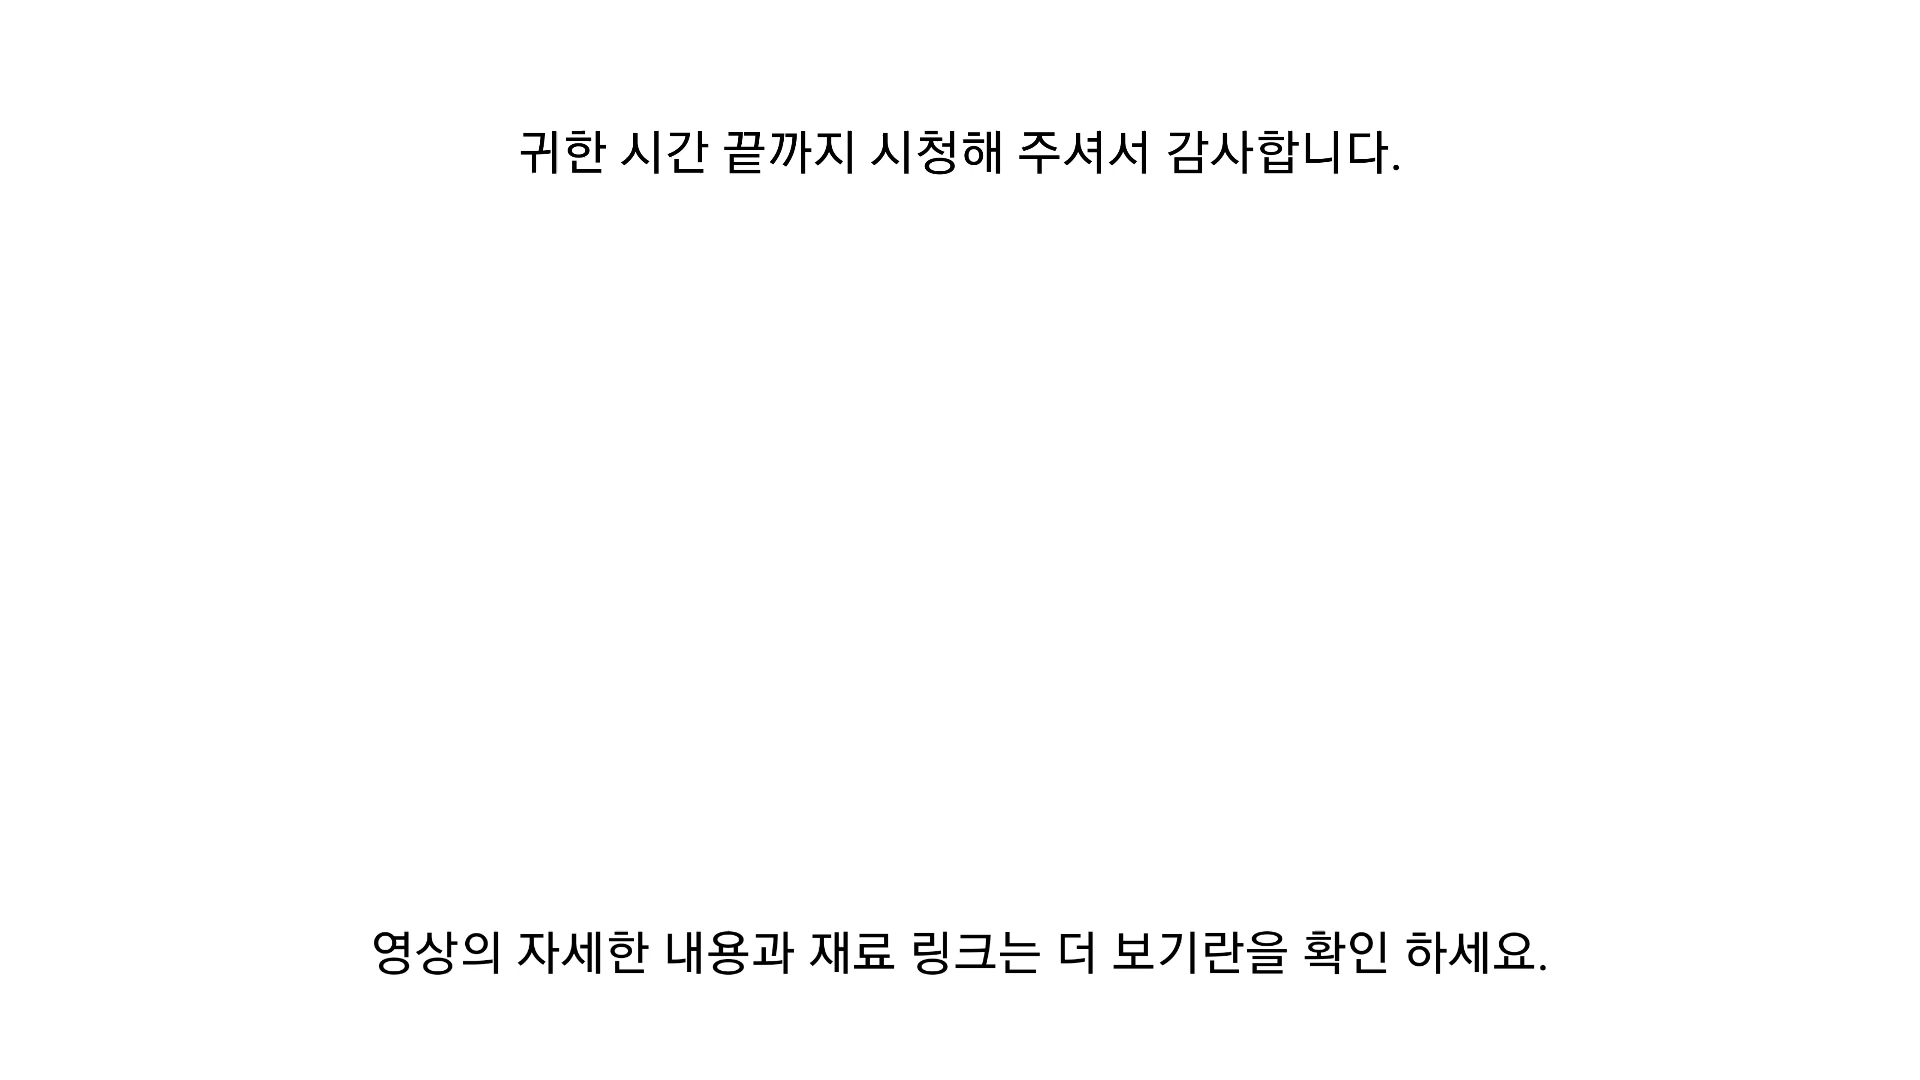 귀한 시간 끝까지 시청해 주셔서 감사합니다.
영상의 자세한 내용과 재료 링크는 더 보기란을 확인 하세요.